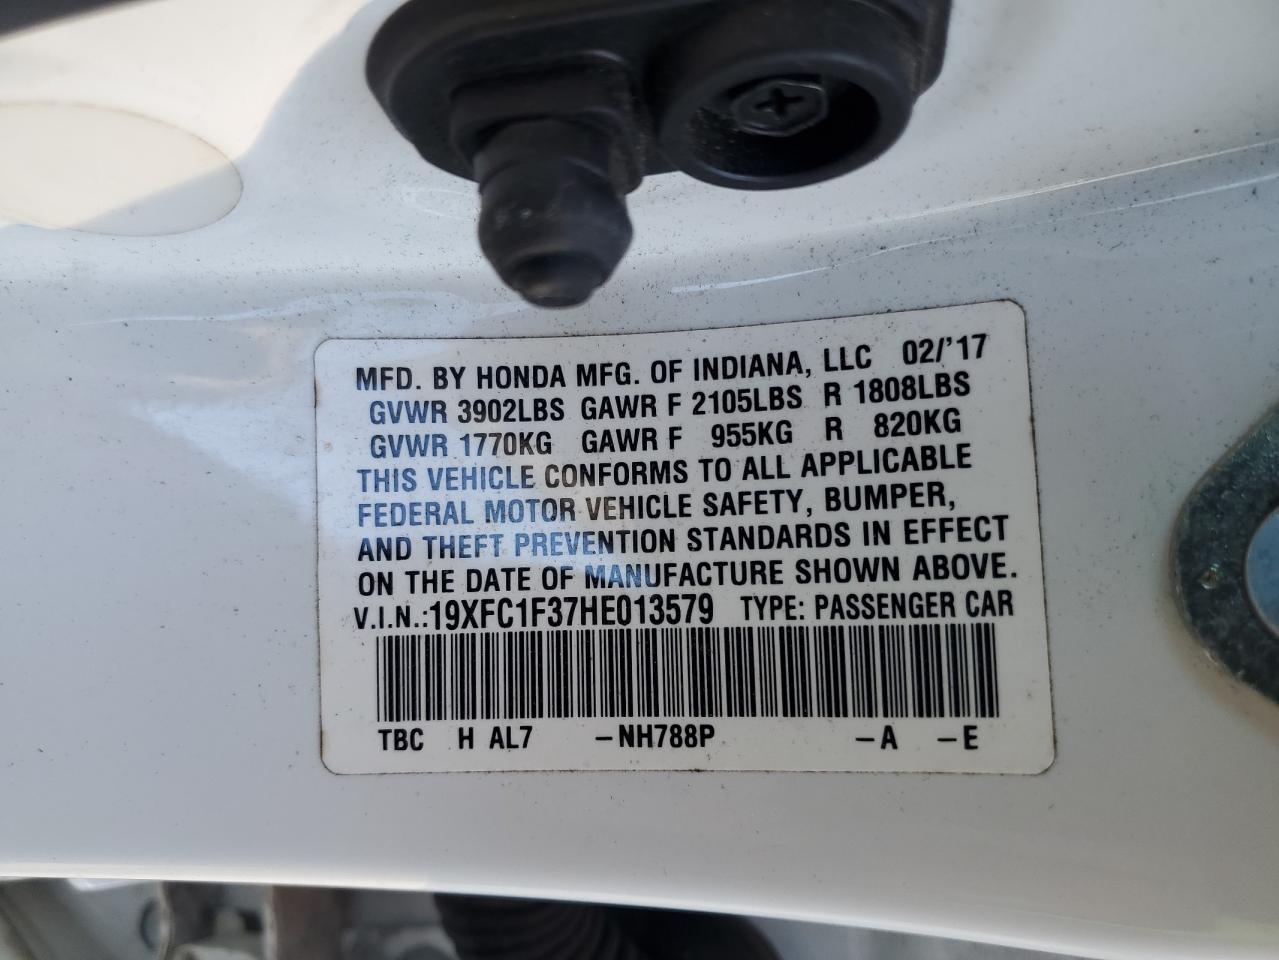 MFD. BY HONDA MFG. OF INDIANA, LLC 02/'17
GVWR 3902LBS GAWR F 2105LBS R 1808LBS
GVWR 1770KG GAWR F 955KG R 820KG
THIS VEHICLE CONFORMS TO ALL APPLICABLE
FEDERAL MOTOR VEHICLE SAFETY, BUMPER,
AND THEFT PREVENTION STANDARDS IN EFFECT
ON THE DATE OF MANUFACTURE SHOWN ABOVE.
V.I.N.:19XFC1F37HE013579 TYPE: PASSENGER CAR
TBC H AL7 –NH788P –A –E